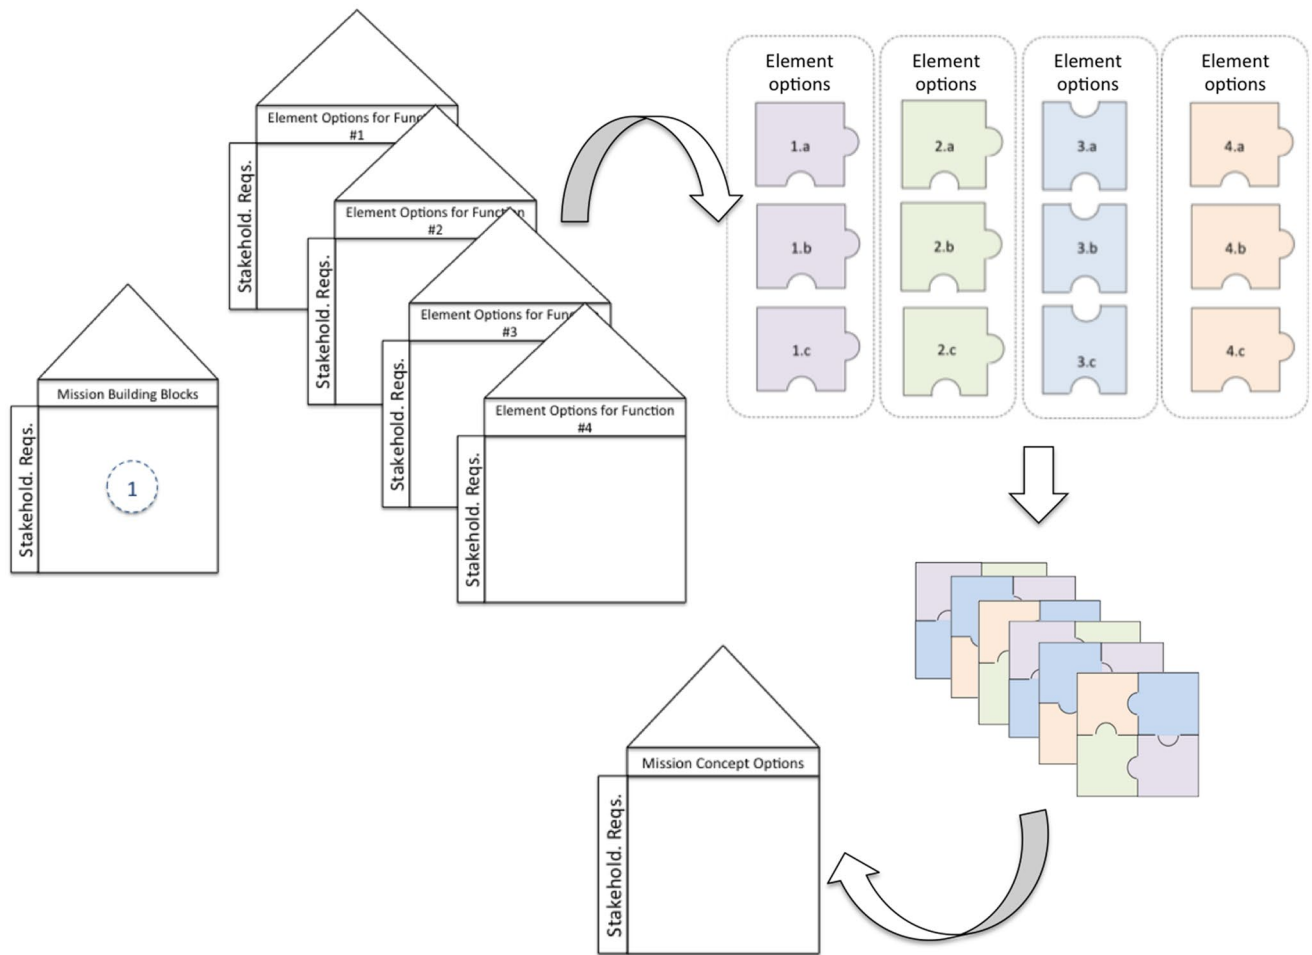 Element Options for Func
#1
Stakehold. Reqs.
Element Options for Function
#2
Stakehold. Reqs.
Element Options for Fun
#3
Stakehold. Reqs.
Element Options for Function
#4
Stakehold. Reqs.
Mission Building Blocks
Stakehold. Reqs.
1
Element
options
1.a
1.b
1.c
Element
options
2.a
2.b
2.c
Element
options
3.a
3.b
3.c
Element
options
4.a
4.b
4.c
Mission Concept Options
Stakehold. Reqs.